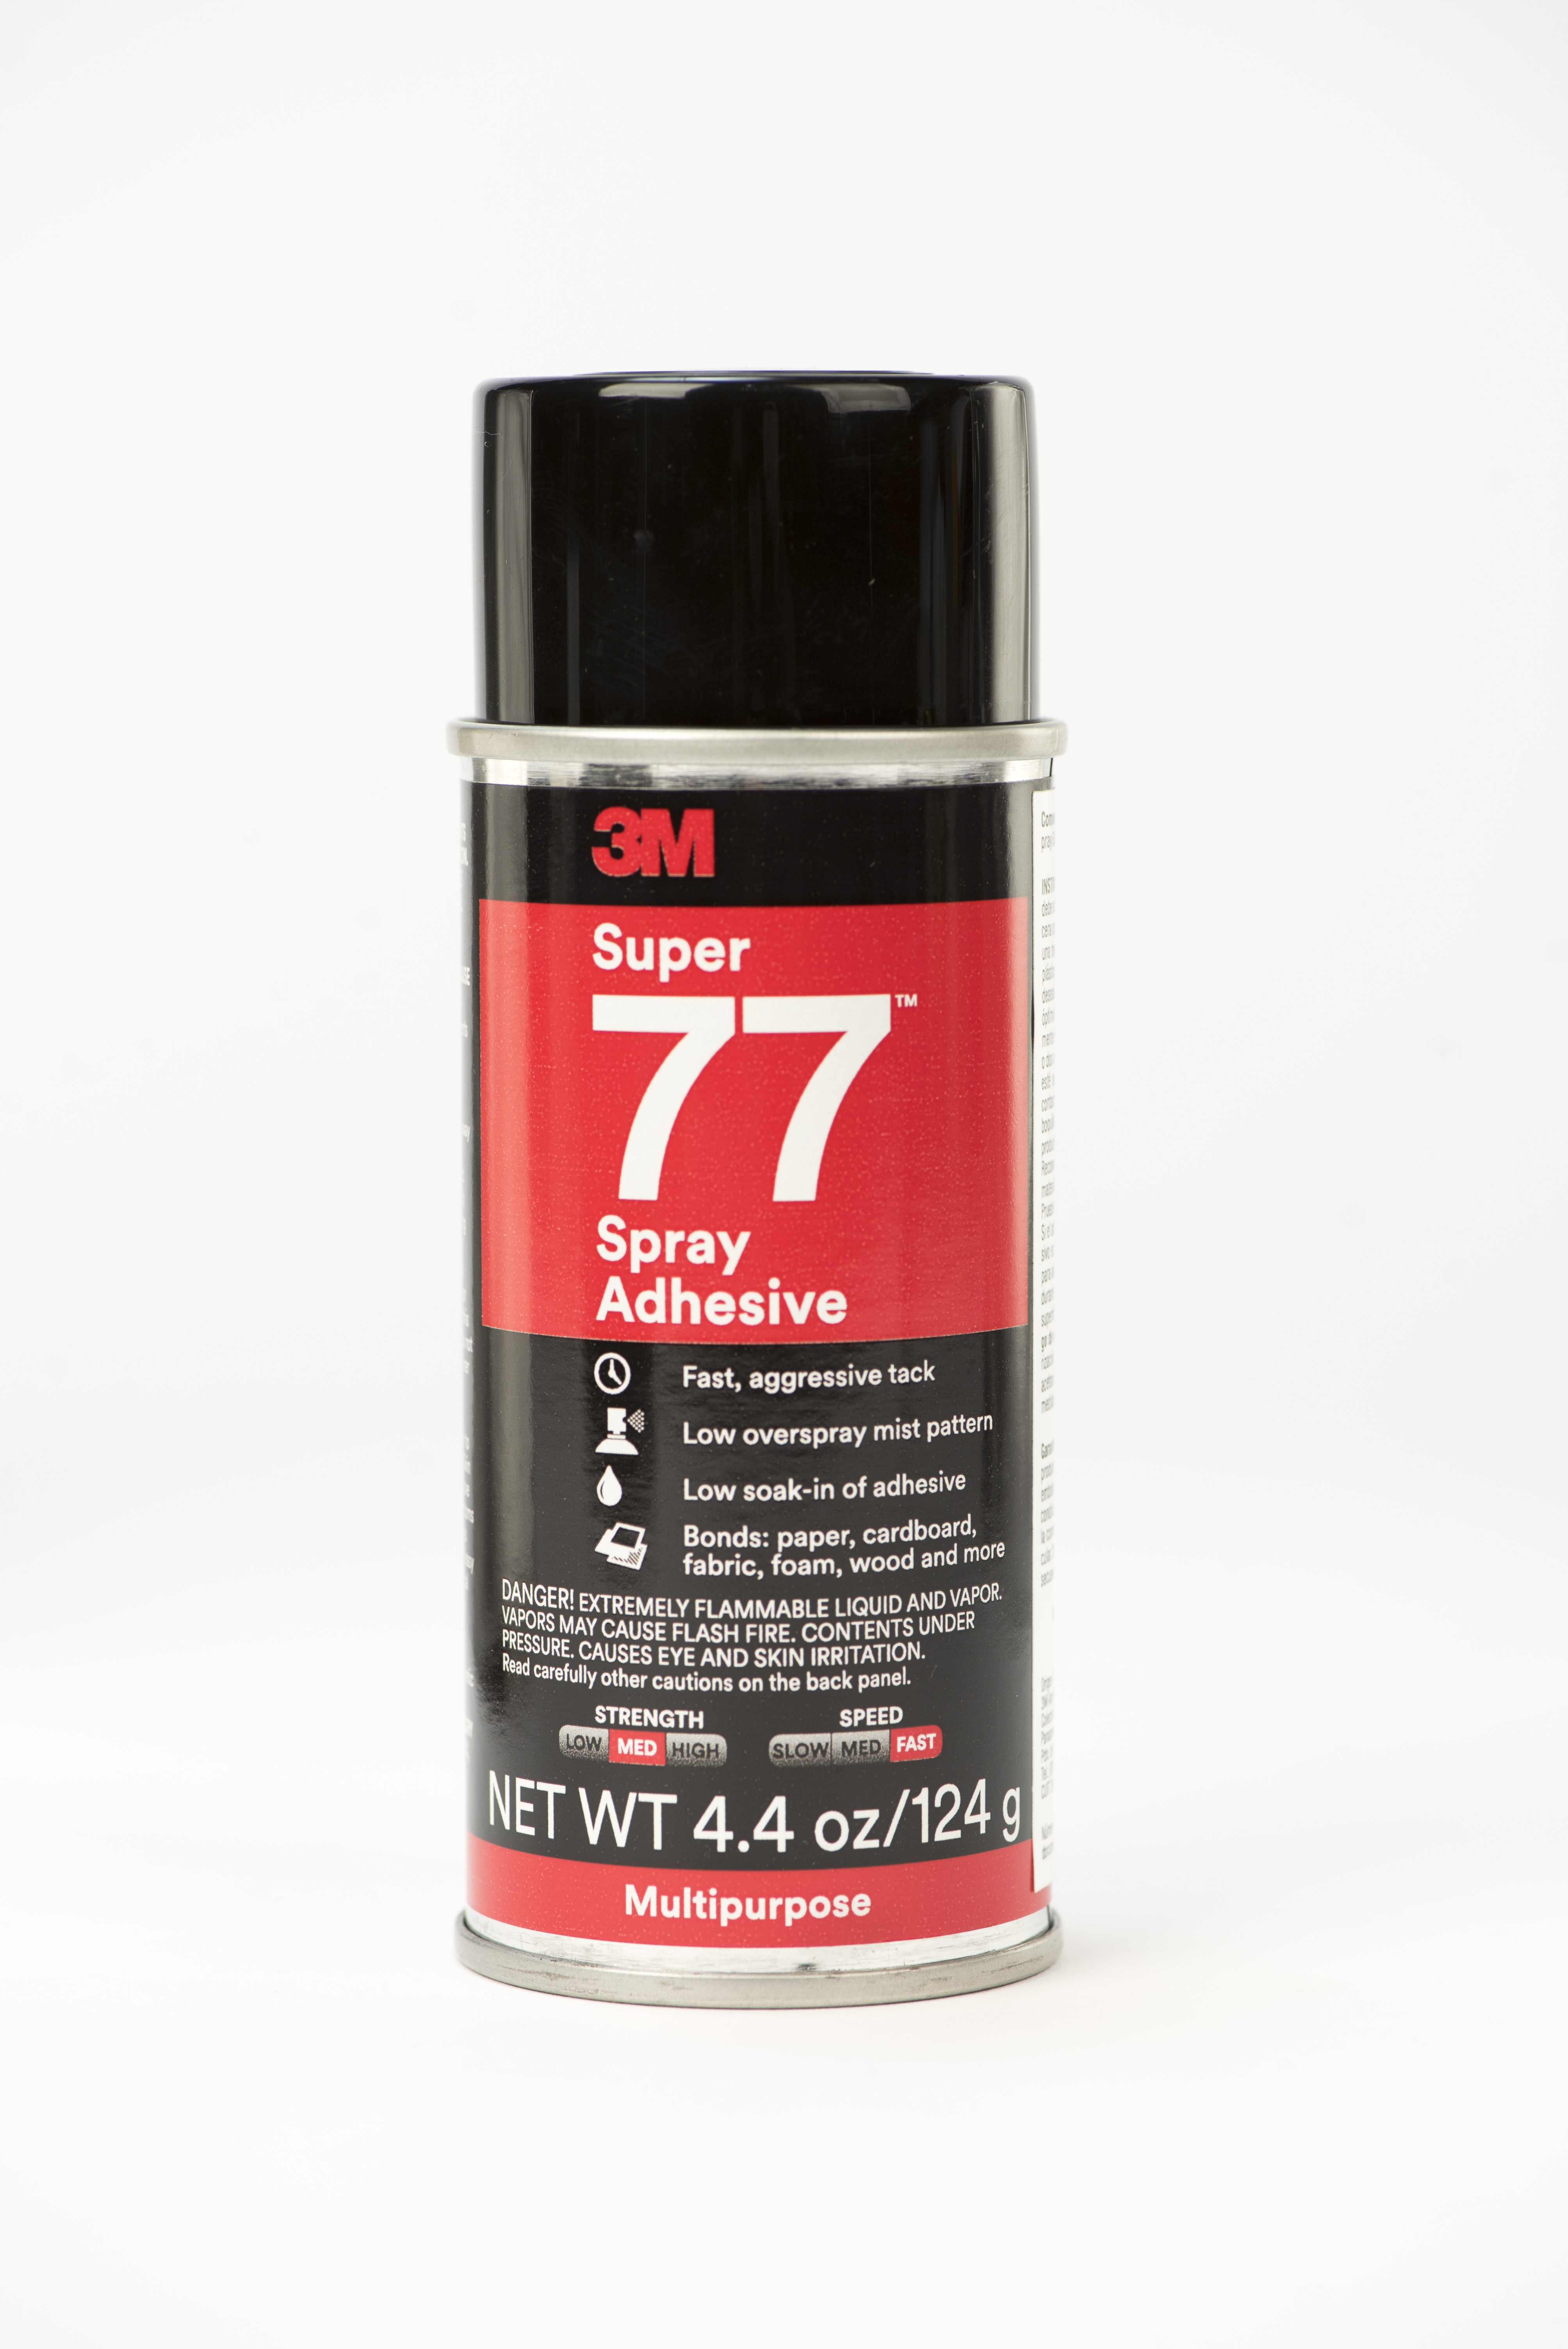 3M
Super
77™
Spray
Adhesive
Fast, aggressive tack
Low overspray mist pattern
Low soak-in of adhesive
Bonds: paper, cardboard,
fabric, foam, wood and more
DANGER! EXTREMELY FLAMMABLE LIQUID AND VAPOR.
VAPORS MAY CAUSE FLASH FIRE. CONTENTS UNDER
PRESSURE. CAUSES EYE AND SKIN IRRITATION.
Read carefully other cautions on the back panel.
STRENGTH
LOW MED HIGH
SPEED
SLOW MED FAST
NET WT 4.4 oz/124 g
Multipurpose